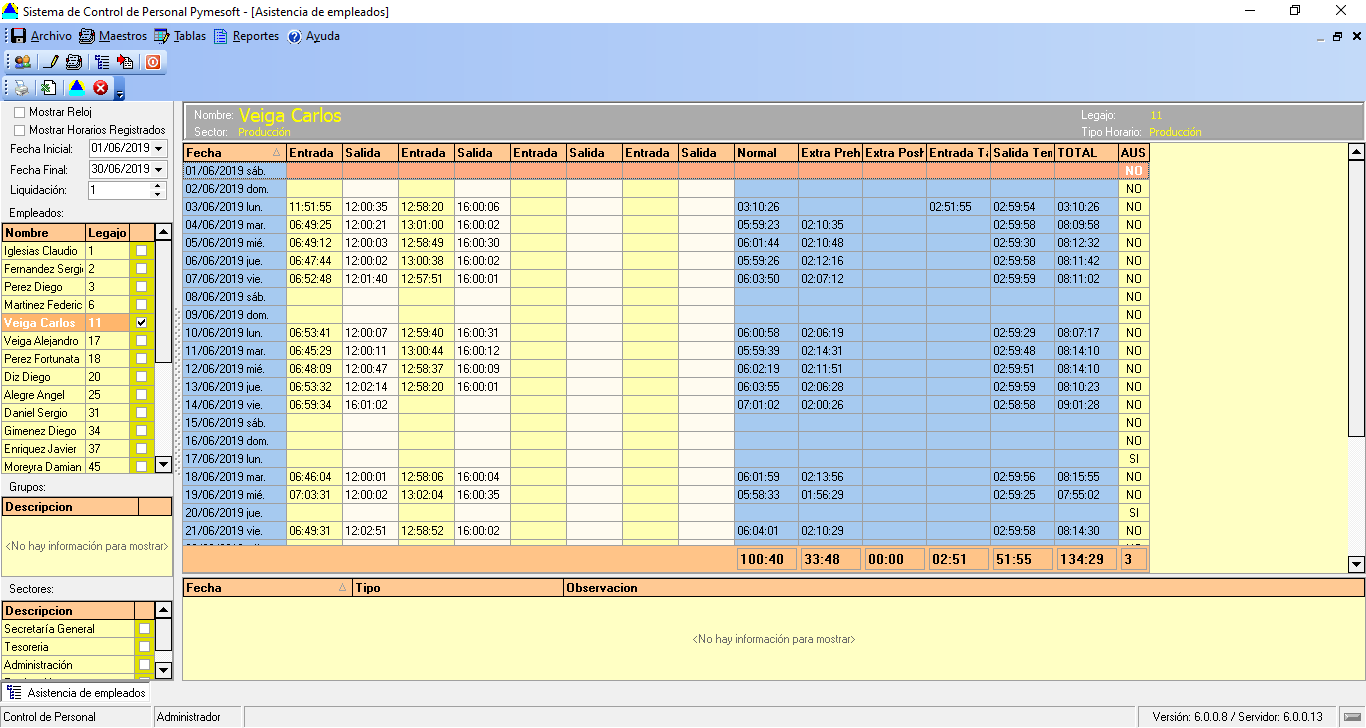 Sistema de Control de Personal Pymesoft - [Asistencia de empleados]
Archivo Maestros Tablas Reportes Ayuda
Mostrar Reloj
Mostrar Horarios Registrados
Fecha Inicial: 01/06/2019
Fecha Final: 30/06/2019
Liquidación: 1
Empleados:
Nombre Legajo
Iglesias Claudio 1
Fernandez Sergi 2
Perez Diego 3
Martinez Federic 6
Veiga Carlos 11
Veiga Alejandro 17
Perez Fortunata 18
Diz Diego 20
Alegre Angel 25
Daniel Sergio 31
Gimenez Diego 34
Enriquez Javier 37
Moreyra Damian 45
Grupos:
Descripcion
<No hay información para mostrar>
Sectores:
Descripcion
Secretaría General
Tesoreria
Administración
Nombre: Veiga Carlos Legajo: 11
Sector: Producción Tipo Horario: Producción
Fecha Entrada Salida Entrada Salida Entrada Salida Entrada Salida Normal Extra Preh Extra Posh Entrada Ta Salida Tem TOTAL AUS
01/06/2019 sáb. NO
02/06/2019 dom. NO
03/06/2019 lun. 11:51:55 12:00:35 12:58:20 16:00:06 03:10:26 02:51:55 02:59:54 03:10:26 NO
04/06/2019 mar. 06:49:25 12:00:21 13:01:00 16:00:02 05:59:23 02:10:35 02:59:58 08:09:58 NO
05/06/2019 mié. 06:49:12 12:00:03 12:58:49 16:00:30 06:01:44 02:10:48 02:59:30 08:12:32 NO
06/06/2019 jue. 06:47:44 12:00:02 13:00:38 16:00:02 05:59:26 02:12:16 02:59:58 08:11:42 NO
07/06/2019 vie. 06:52:48 12:01:40 12:57:51 16:00:01 06:03:50 02:07:12 02:59:59 08:11:02 NO
08/06/2019 sáb. NO
09/06/2019 dom. NO
10/06/2019 lun. 06:53:41 12:00:07 12:59:40 16:00:31 06:00:58 02:06:19 02:59:29 08:07:17 NO
11/06/2019 mar. 06:45:29 12:00:11 13:00:44 16:00:12 05:59:39 02:14:31 02:59:48 08:14:10 NO
12/06/2019 mié. 06:48:09 12:00:47 12:58:37 16:00:09 06:02:19 02:11:51 02:59:51 08:14:10 NO
13/06/2019 jue. 06:53:32 12:02:14 12:58:20 16:00:01 06:03:55 02:06:28 02:59:59 08:10:23 NO
14/06/2019 vie. 06:59:34 16:01:02 07:01:02 02:00:26 02:58:58 09:01:28 NO
15/06/2019 sáb. NO
16/06/2019 dom. NO
17/06/2019 lun. SI
18/06/2019 mar. 06:46:04 12:00:01 12:58:06 16:00:04 06:01:59 02:13:56 02:59:56 08:15:55 NO
19/06/2019 mié. 07:03:31 12:00:02 13:02:04 16:00:35 05:58:33 01:56:29 02:59:25 07:55:02 NO
20/06/2019 jue. SI
21/06/2019 vie. 06:49:31 12:02:51 12:58:52 16:00:02 06:04:01 02:10:29 02:59:58 08:14:30 NO
100:40 33:48 00:00 02:51 51:55 134:29 3
Fecha Tipo Observacion
<No hay información para mostrar>
Asistencia de empleados
Control de Personal Administrador Versión: 6.0.0.8 / Servidor: 6.0.0.13